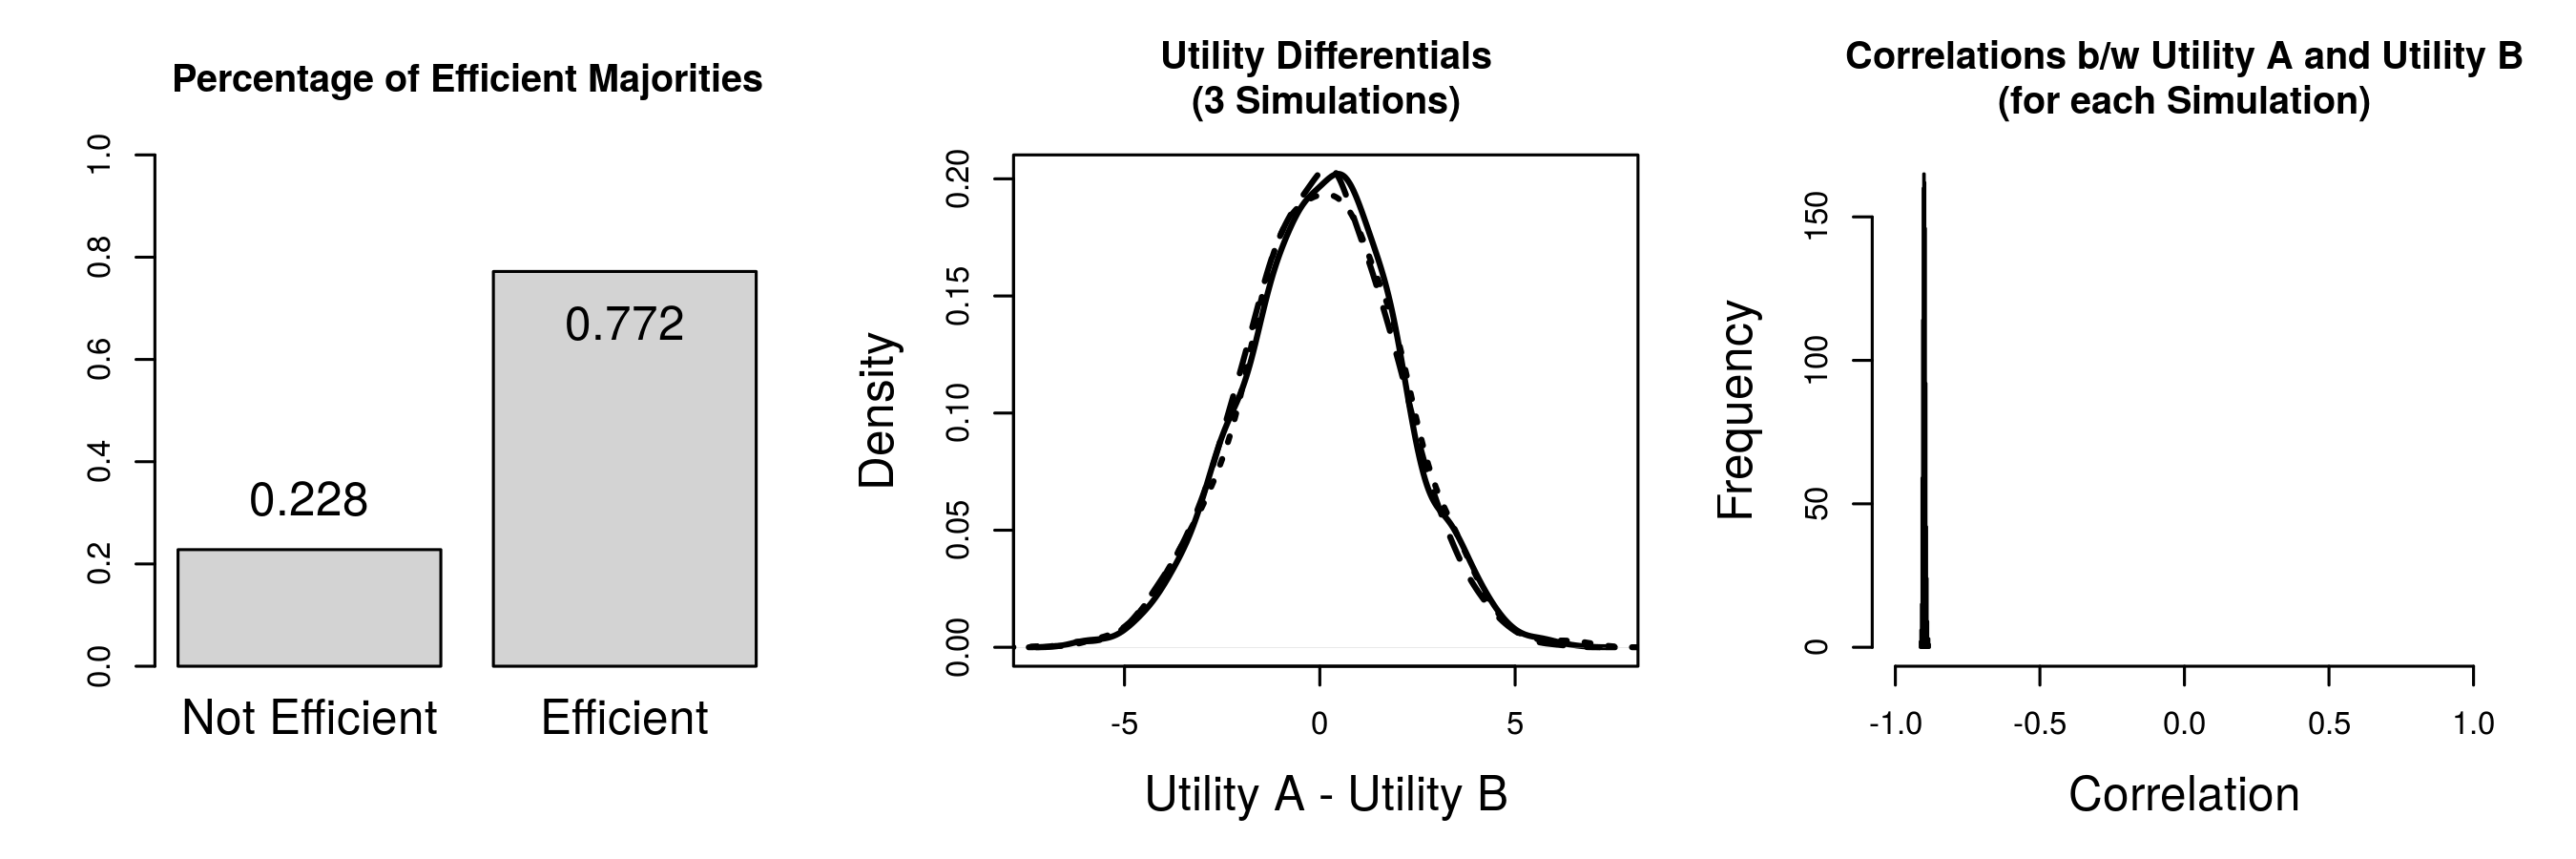 Percentage of Efficient Majorities
1.0
0.8
0.6
0.4
0.2
0.0
0.228
0.772
Not Efficient
Efficient
Utility Differentials
(3 Simulations)
Density
0.20
0.15
0.10
0.05
0.00
-5
0
5
Utility A - Utility B
Correlations b/w Utility A and Utility B
(for each Simulation)
Frequency
150
100
50
0
-1.0
-0.5
0.0
0.5
1.0
Correlation